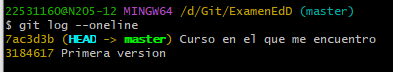 22531160@N205-12 MINGW64 /d/Git/ExamenEdD (master)
$ git log --oneline
7ac3d3b (HEAD -> master) Curso en el que me encuentro
3184617 Primera version